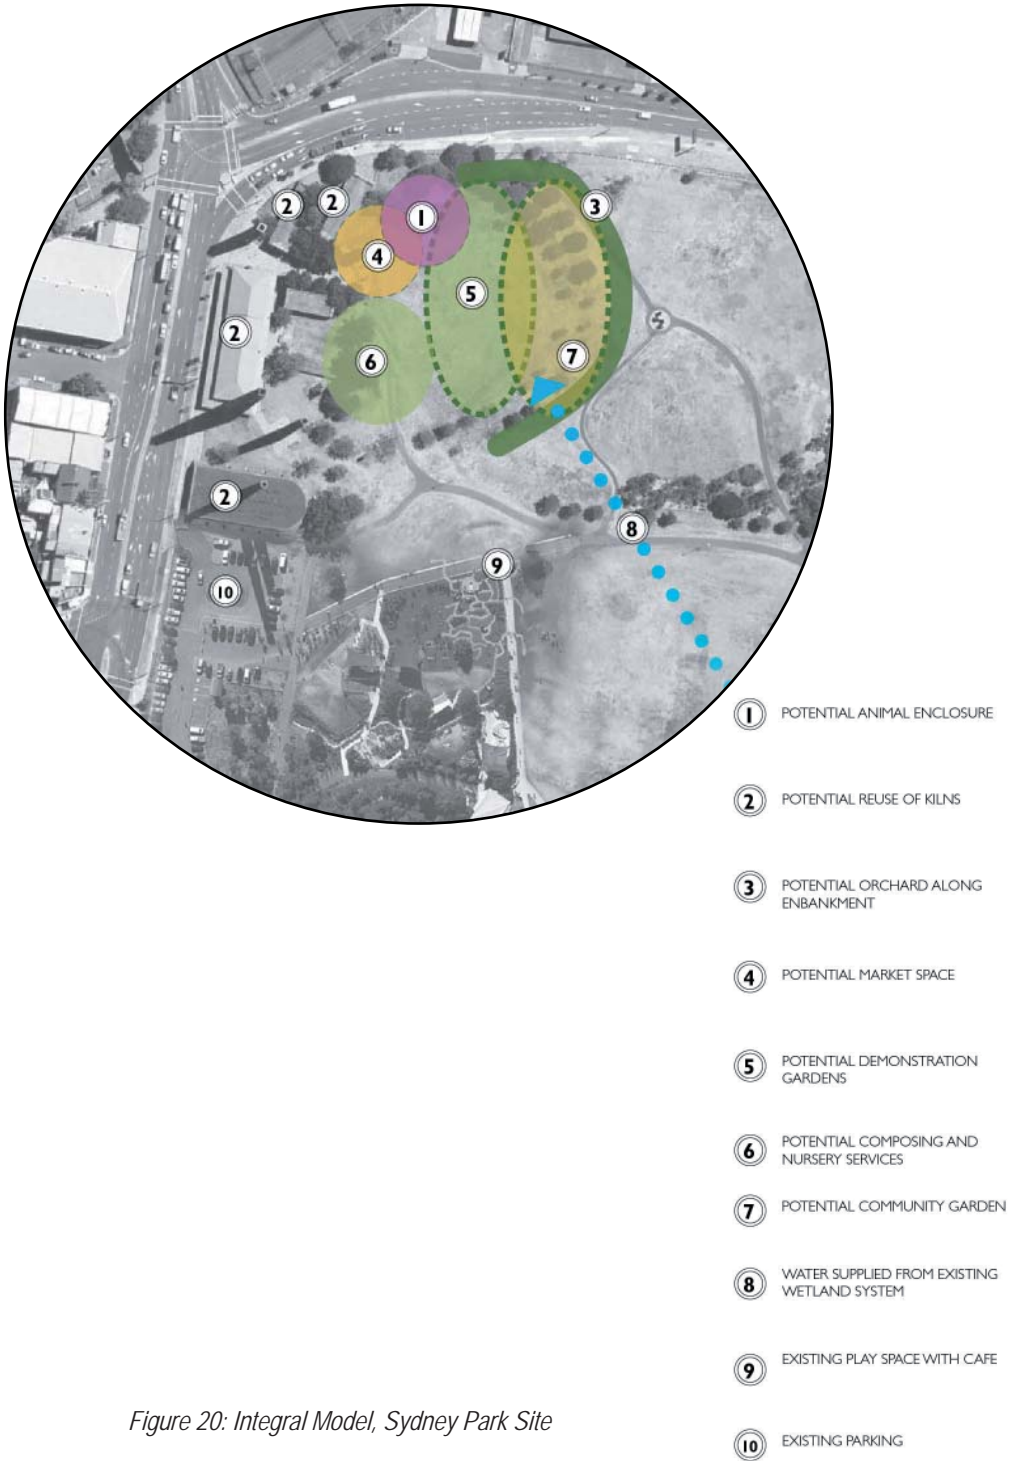 2
2
1
3
4
5
2
7
6
2
8
9
10
1 POTENTIAL ANIMAL ENCLOSURE
2 POTENTIAL REUSE OF KILNS
3 POTENTIAL ORCHARD ALONG
ENBANKMENT
4 POTENTIAL MARKET SPACE
5 POTENTIAL DEMONSTRATION
GARDENS
6 POTENTIAL COMPOSING AND
NURSERY SERVICES
7 POTENTIAL COMMUNITY GARDEN
8 WATER SUPPLIED FROM EXISTING
WETLAND SYSTEM
9 EXISTING PLAY SPACE WITH CAFE
10 EXISTING PARKING
Figure 20: Integral Model, Sydney Park Site